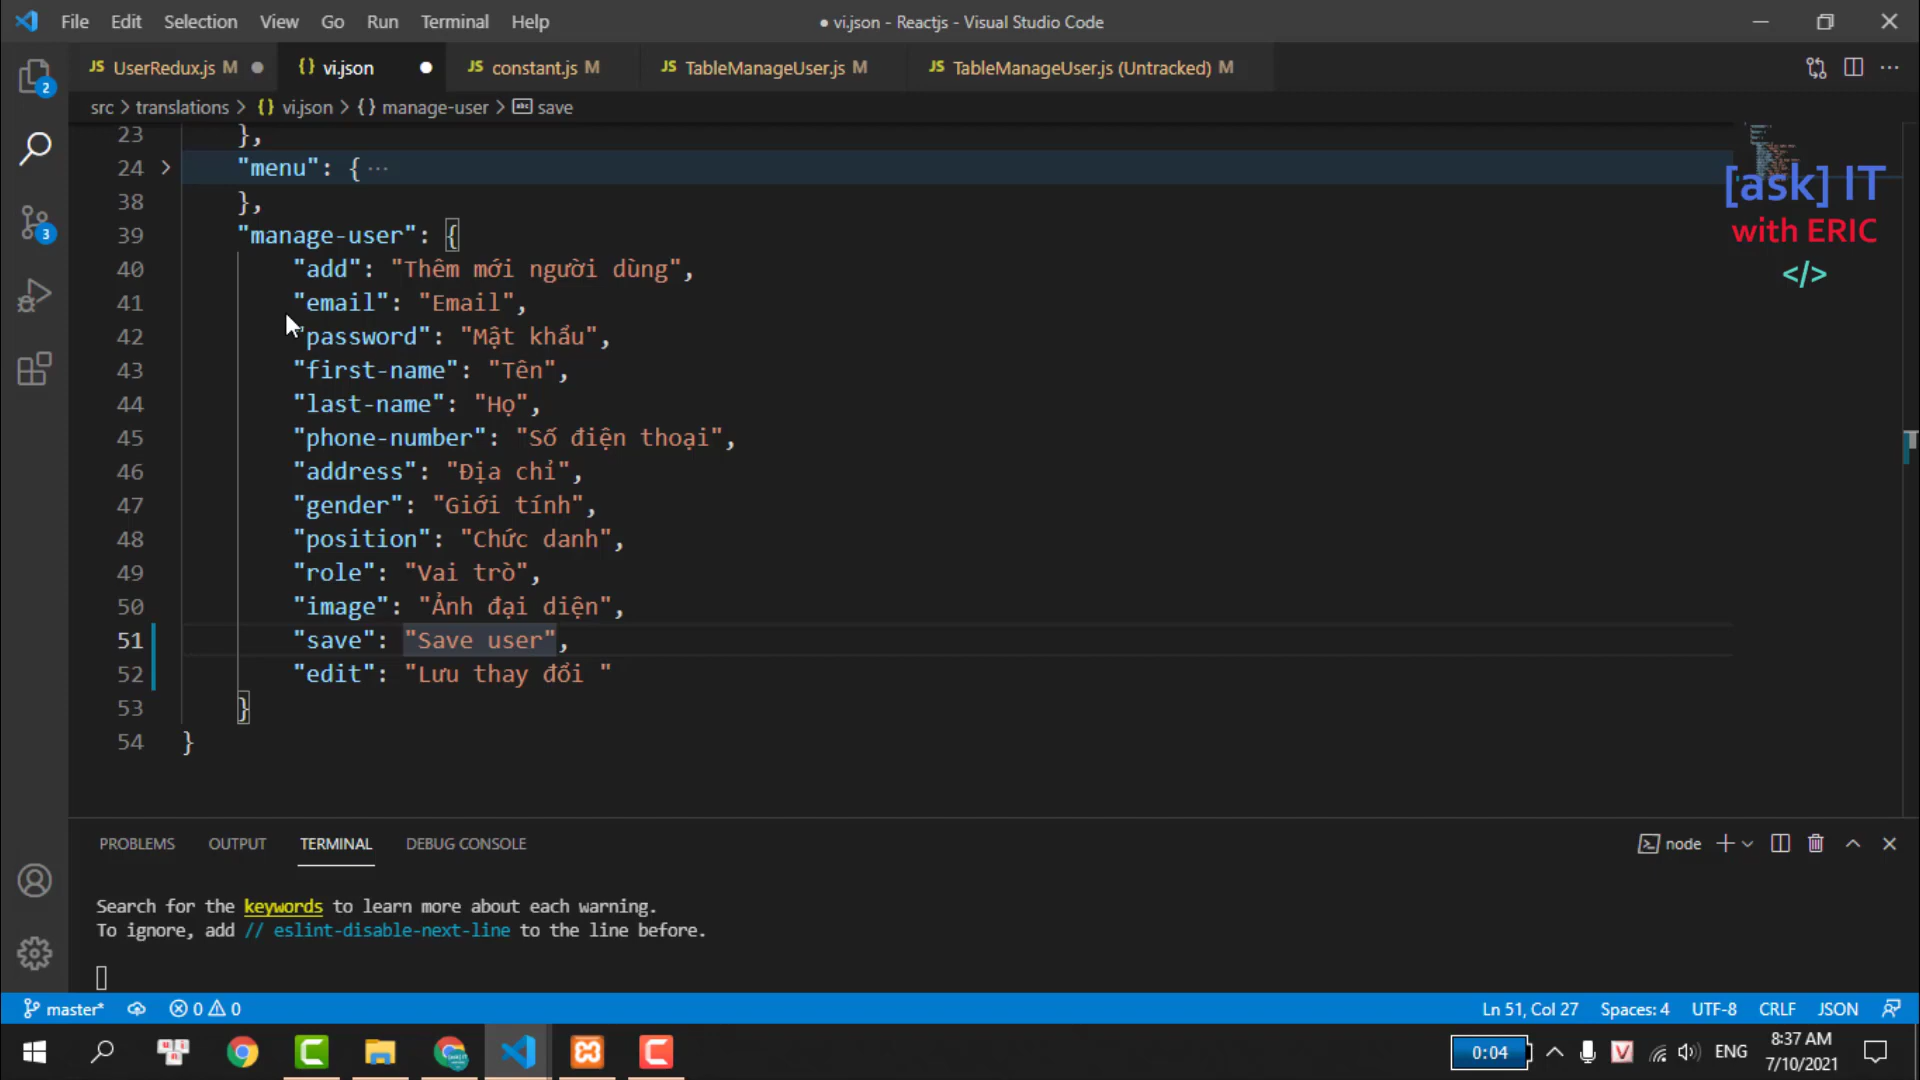 File Edit Selection View Go Run Terminal Help ● vi.json - Reactjs - Visual Studio Code
JS UserRedux.js M {} vi.json JS constant.js M JS TableManageUser.js M JS TableManageUser.js (Untracked) M
src > translations > {} vi.json > {} manage-user > abc save
23 },
24 "menu": { ...
38 },
39 "manage-user": {
40 "add": "Thêm mới người dùng",
41 "email": "Email",
42 "password": "Mật khẩu",
43 "first-name": "Tên",
44 "last-name": "Họ",
45 "phone-number": "Số điện thoại",
46 "address": "Địa chỉ",
47 "gender": "Giới tính",
48 "position": "Chức danh",
49 "role": "Vai trò",
50 "image": "Ảnh đại diện",
51 "save": "Save user",
52 "edit": "Lưu thay đổi "
53 }
54 }
[ask] IT
with ERIC
</>
2
3
PROBLEMS OUTPUT TERMINAL DEBUG CONSOLE node
Search for the keywords to learn more about each warning.
To ignore, add // eslint-disable-next-line to the line before.
master* 0 0 Ln 51, Col 27 Spaces: 4 UTF-8 CRLF JSON
0:04 V ENG 8:37 AM
7/10/2021